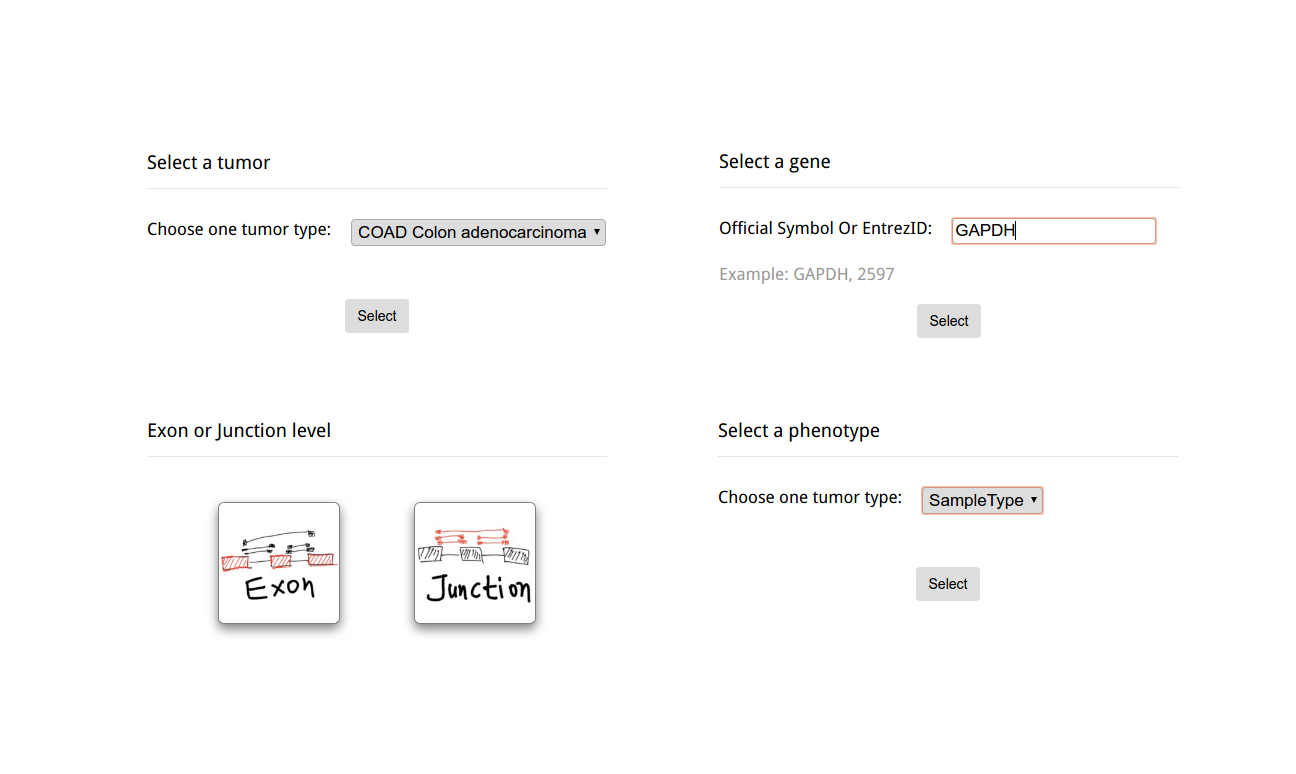 Select a tumor
Choose one tumor type: COAD Colon adenocarcinoma
Select
Select a gene
Official Symbol Or EntrezID: GAPDH
Example: GAPDH, 2597
Select
Exon or Junction level
Exon
Junction
Select a phenotype
Choose one tumor type: SampleType
Select